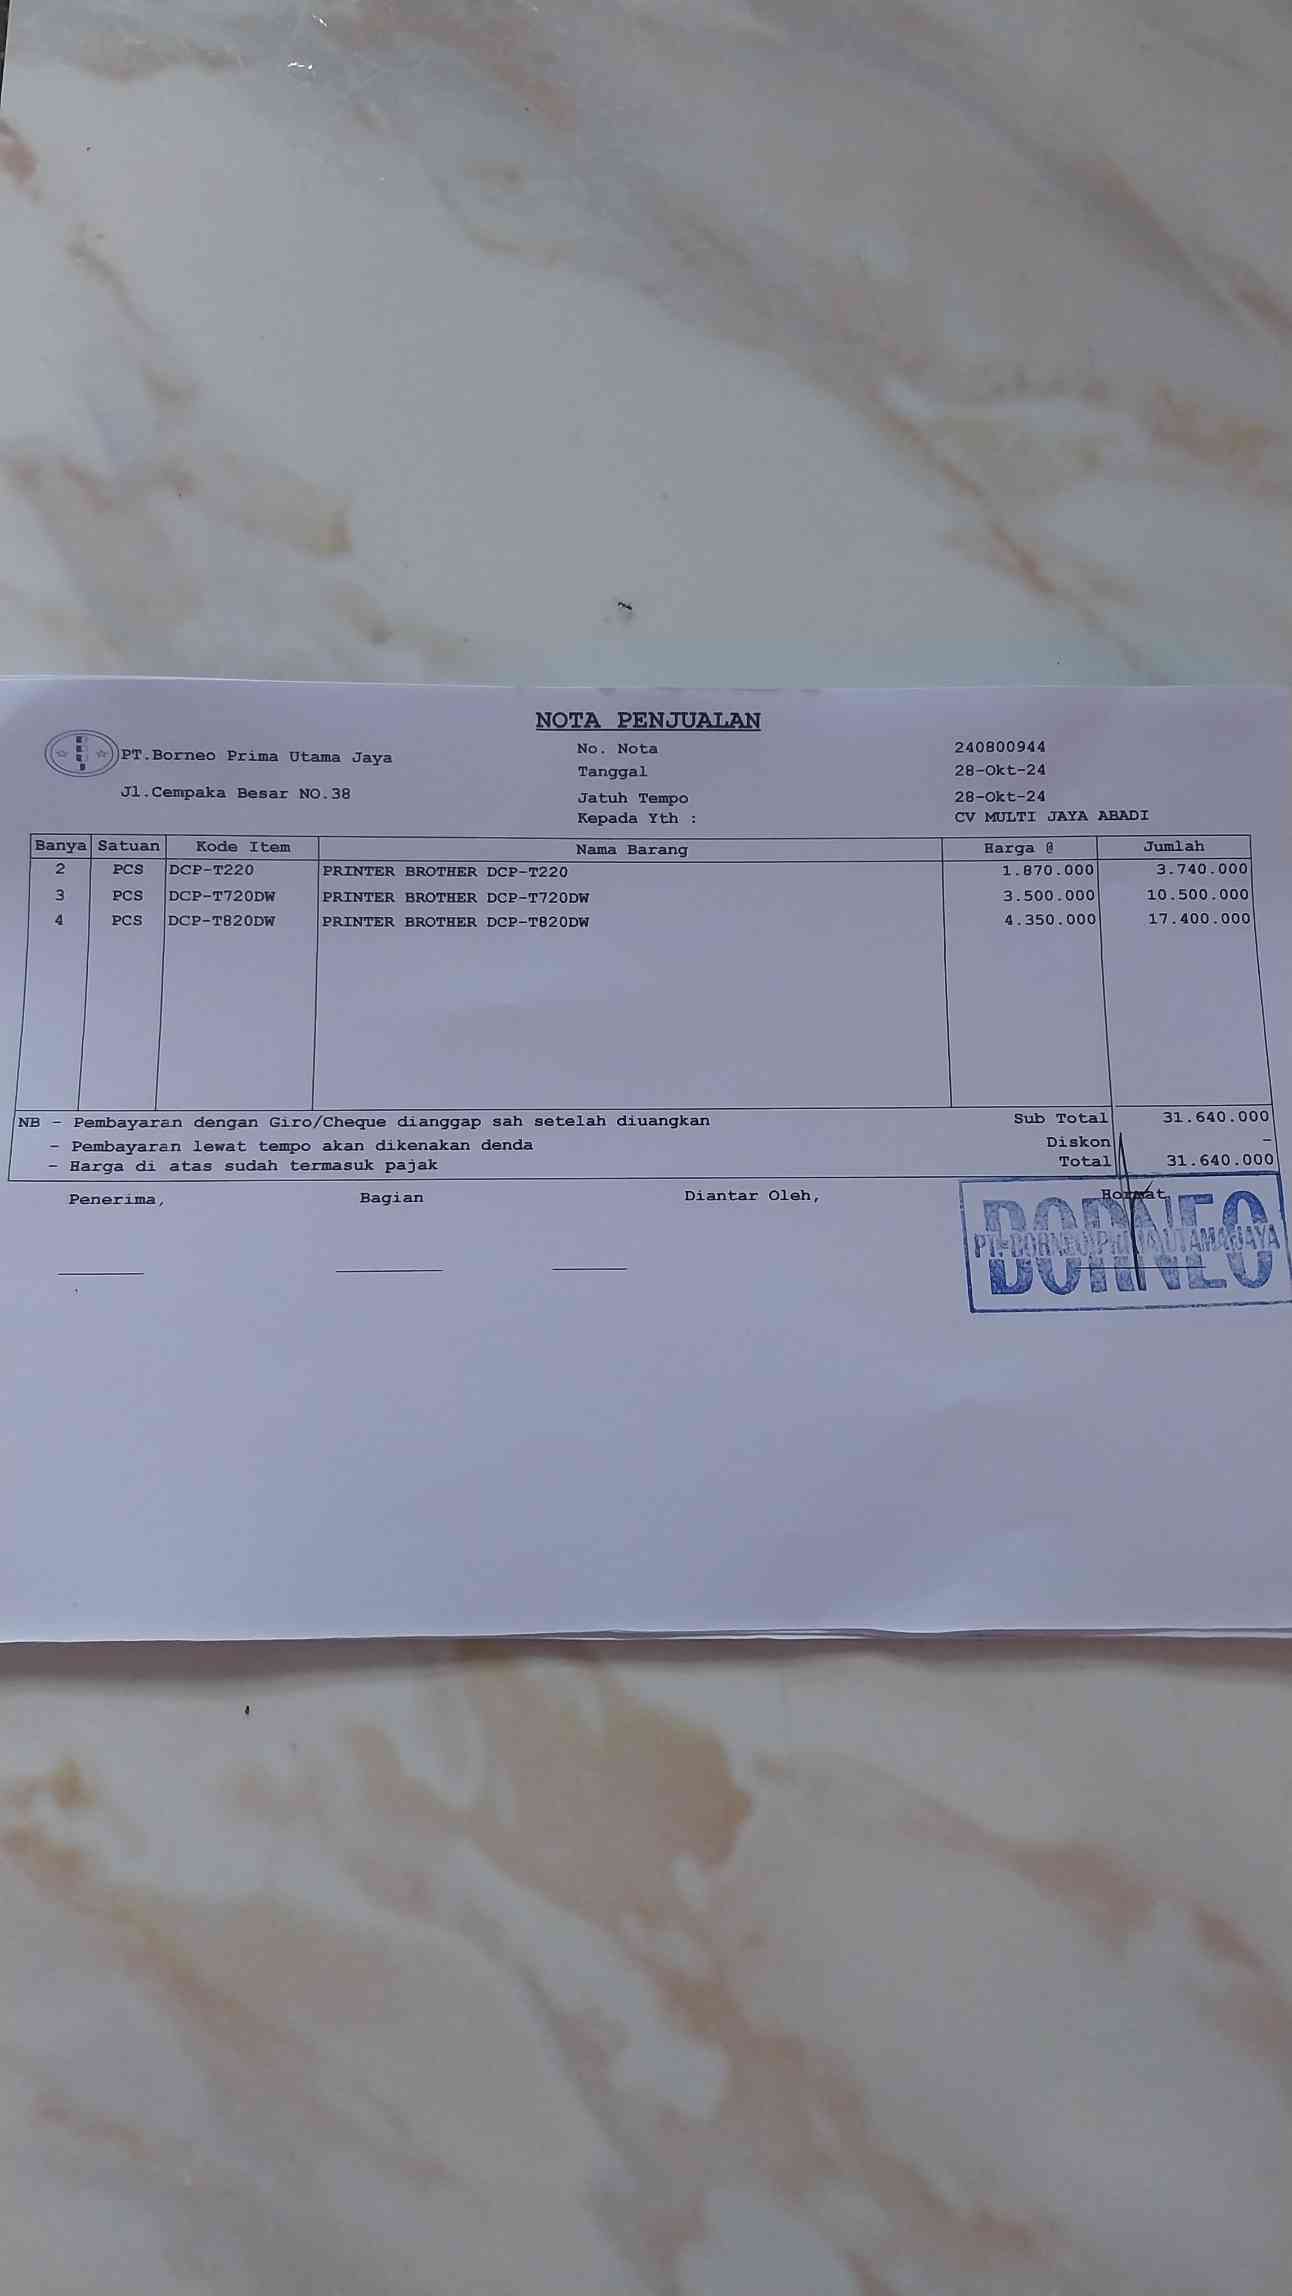 NOTA PENJUALAN
PT.Borneo Prima Utama Jaya
Jl.Cempaka Besar NO.38
No. Nota 240800944
Tanggal 28-Okt-24
Jatuh Tempo 28-Okt-24
Kepada Yth : CV MULTI JAYA ABADI
Banya Satuan Kode Item Nama Barang Harga @ Jumlah
2 PCS DCP-T220 PRINTER BROTHER DCP-T220 1.870.000 3.740.000
3 PCS DCP-T720DW PRINTER BROTHER DCP-T720DW 3.500.000 10.500.000
4 PCS DCP-T820DW PRINTER BROTHER DCP-T820DW 4.350.000 17.400.000
NB - Pembayaran dengan Giro/Cheque dianggap sah setelah diuangkan Sub Total 31.640.000
- Pembayaran lewat tempo akan dikenakan denda Diskon -
- Harga di atas sudah termasuk pajak Total 31.640.000
Penerima, Bagian Diantar Oleh, Hormat
BORNEO
PT. BORNEO PRIMA UTAMA JAYA